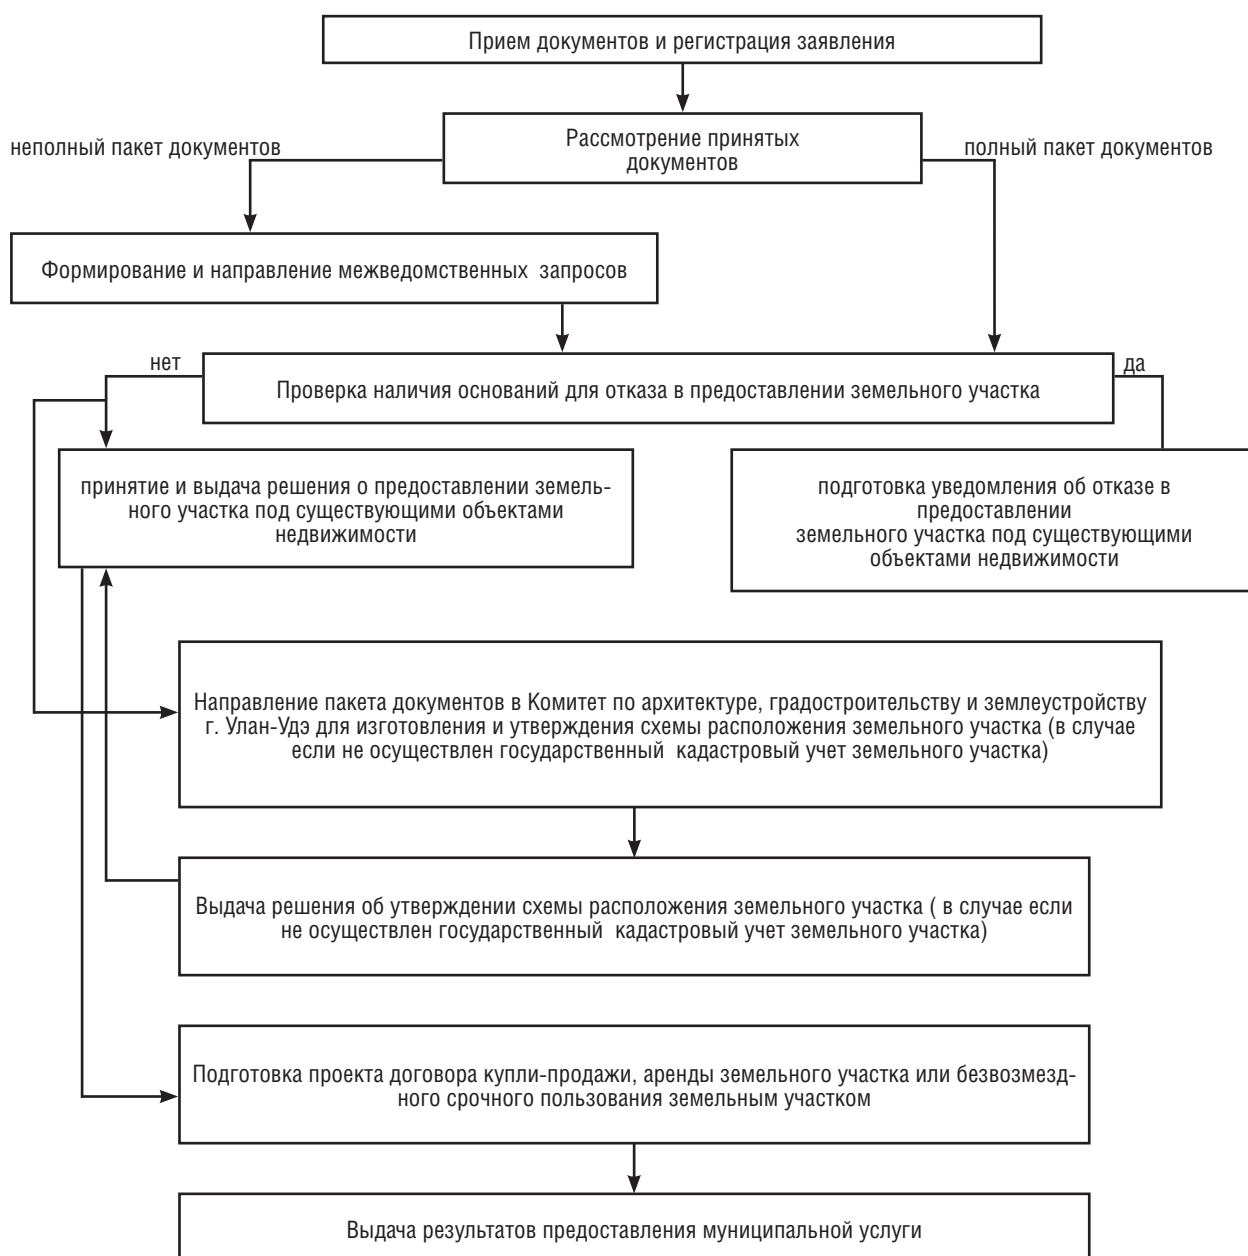 Прием документов и регистрация заявления
Рассмотрение принятых
документов
неполный пакет документов
полный пакет документов
Формирование и направление межведомственных запросов
нет
да
Проверка наличия оснований для отказа в предоставлении земельного участка
принятие и выдача решения о предоставлении земель-
ного участка под существующими объектами
недвижимости
подготовка уведомления об отказе в
предоставлении
земельного участка под существующими
объектами недвижимости
Направление пакета документов в Комитет по архитектуре, градостроительству и землеустройству
г. Улан-Удэ для изготовления и утверждения схемы расположения земельного участка (в случае
если не осуществлен государственный кадастровый учет земельного участка)
Выдача решения об утверждении схемы расположения земельного участка ( в случае если
не осуществлен государственный кадастровый учет земельного участка)
Подготовка проекта договора купли-продажи, аренды земельного участка или безвозмезд-
ного срочного пользования земельным участком
Выдача результатов предоставления муниципальной услуги